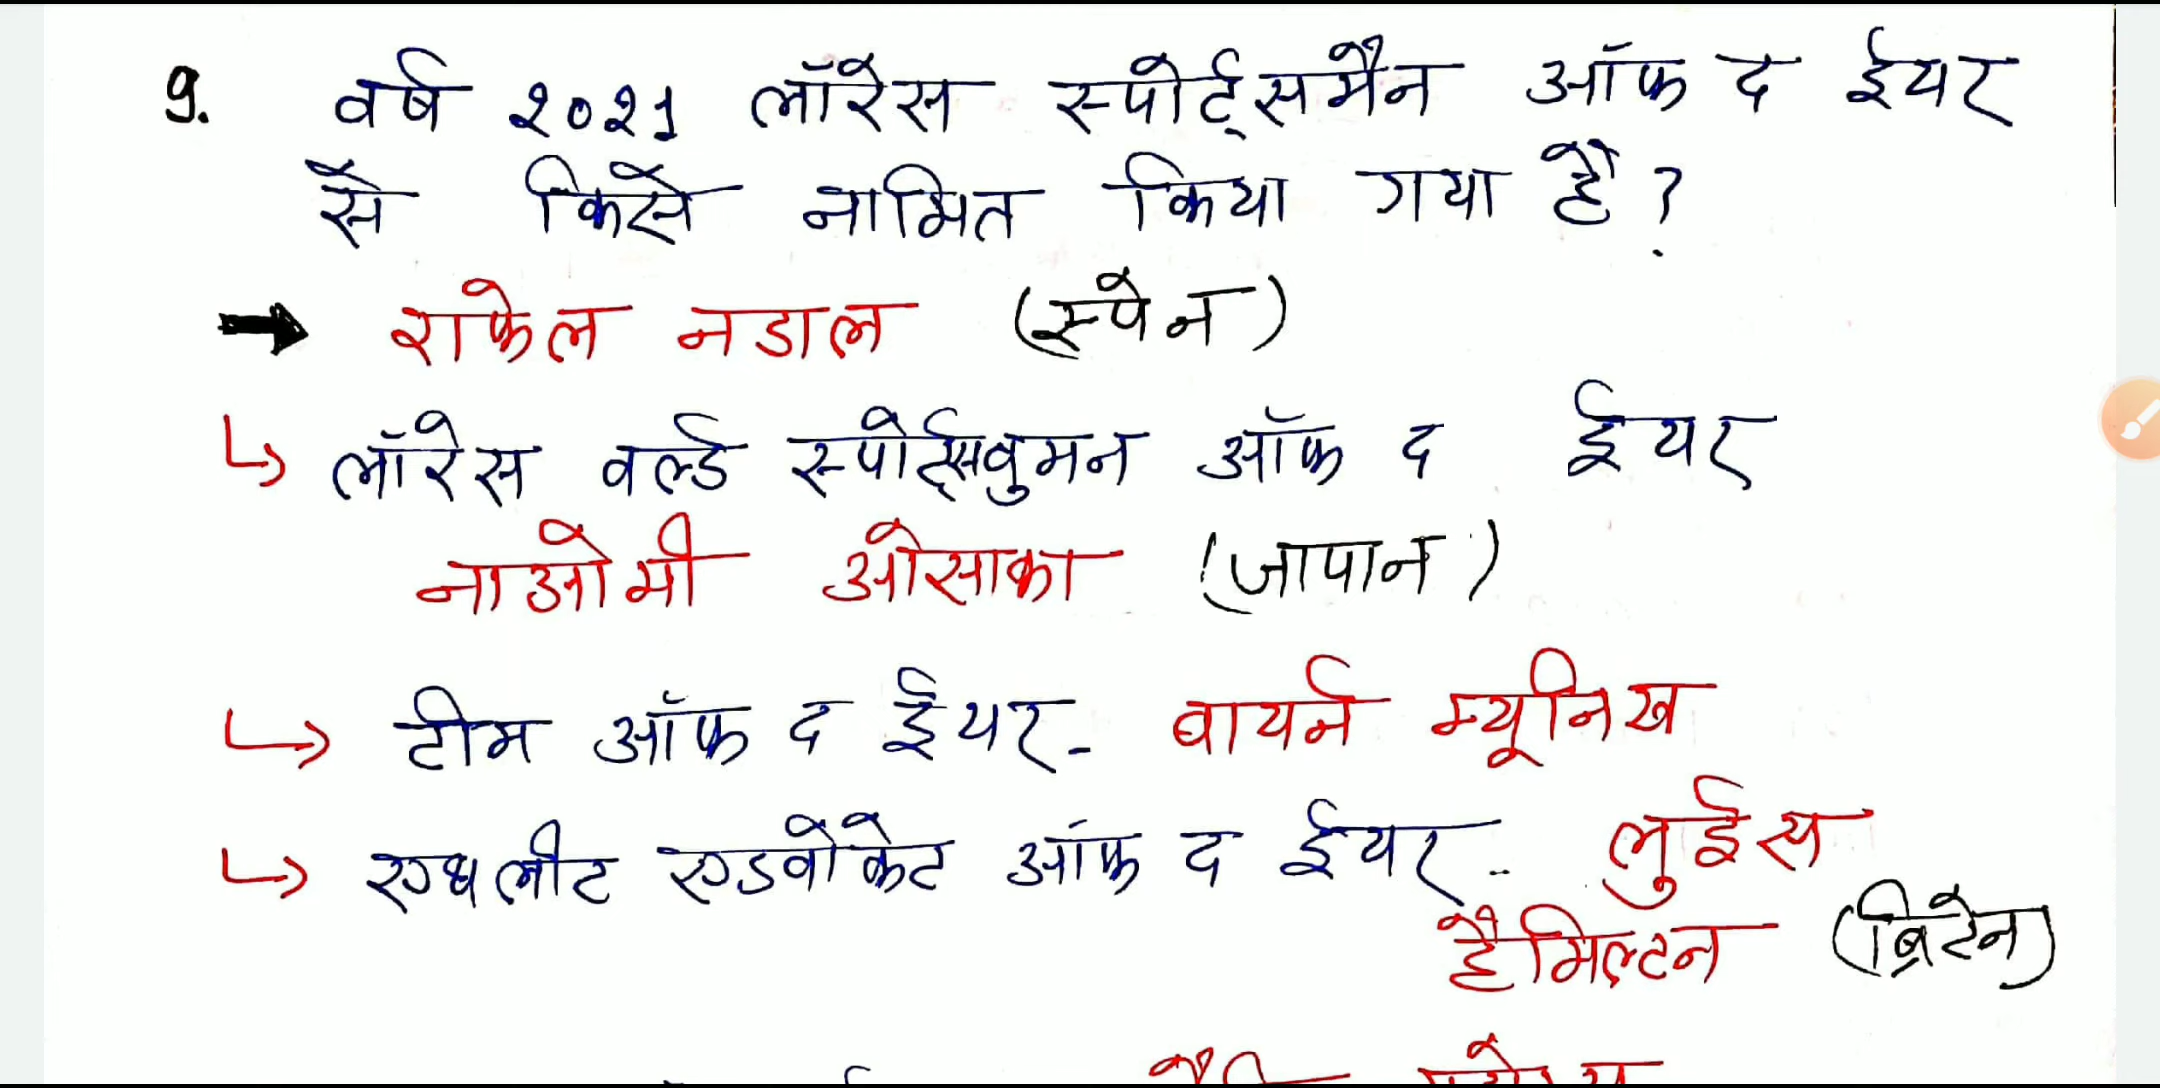 9. वर्ष २०२१ लॉरेस स्पोर्ट्समैन ऑफ द ईयर
से किसे नामित किया गया है ?
→ राफेल नडाल (स्पेन)
↳ लॉरेस वर्ल्ड स्पोर्ट्सवुमन ऑफ द ईयर
नाओमी ओसाका (जापान)
↳ टीम ऑफ द ईयर - बायर्न म्यूनिख
↳ एथलीट एडवोकेट ऑफ द ईयर - लुईस
हैमिल्टन (ब्रिटेन)